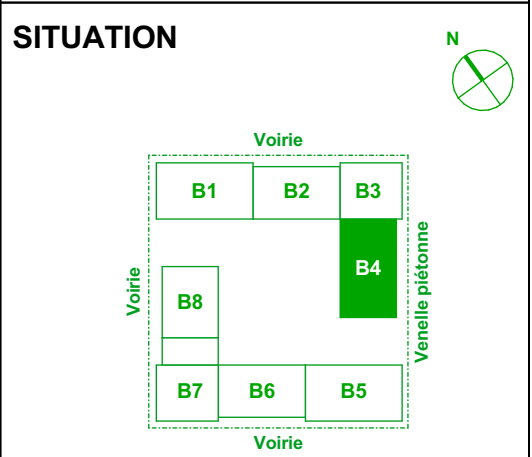 SITUATION
N
Voirie
B1 B2 B3
B4
Venelle piétonne
Voirie
B8
B7 B6 B5
Voirie